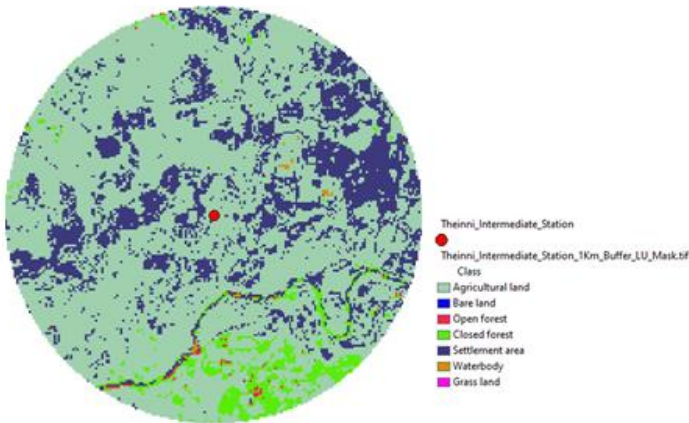 Theinni_Intermediate_Station
Theinni_Intermediate_Station_1Km_Buffer_LU_Mask.tif
Class
Agricultural land
Bare land
Open forest
Closed forest
Settlement area
Waterbody
Grass land